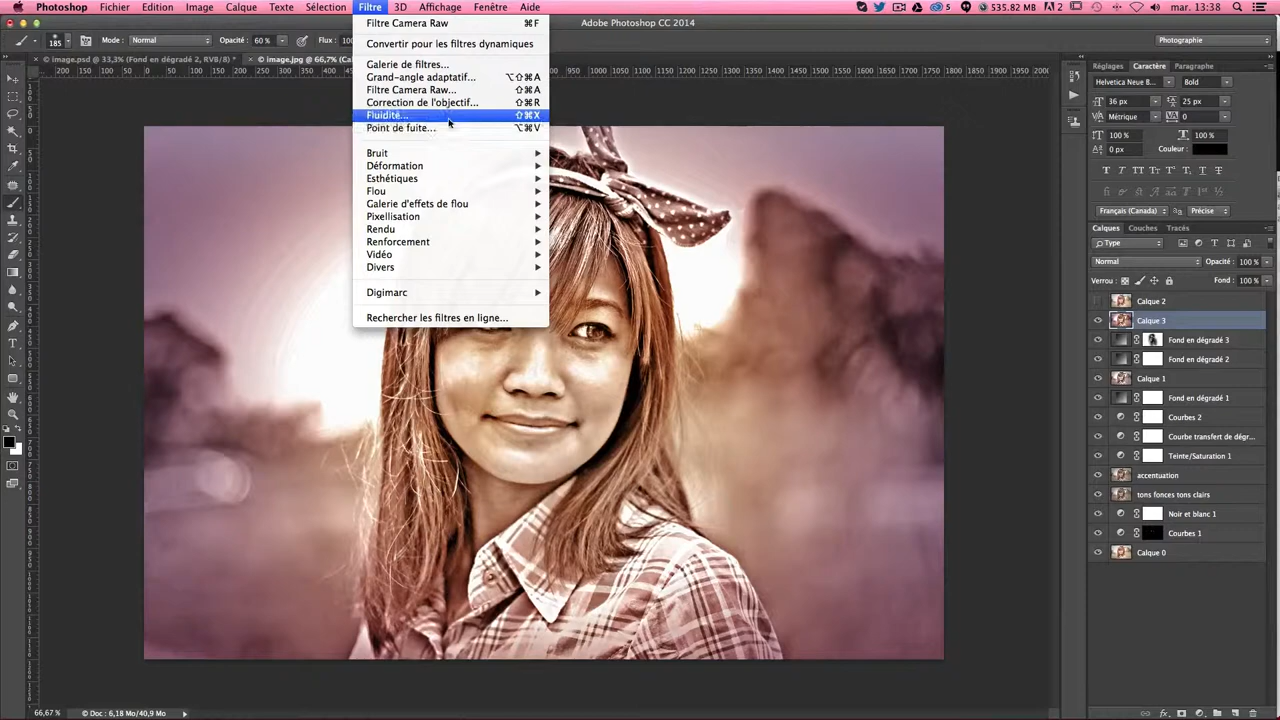 Photoshop Fichier Edition Image Calque Texte Sélection Filtre 3D Affichage Fenêtre Aide
5 535.82 MB 2 mar. 13:38
Adobe Photoshop CC 2014
185 Mode : Normal Opacité : 60 % Flux : Photographie
image.psd @ 33,3% (Fond en dégradé 2, RVB/8) *
image.jpg @ 66,7%
Filtre Camera Raw ⌘F
Convertir pour les filtres dynamiques
Galerie de filtres...
Grand-angle adaptatif... ⌥⇧⌘A
Filtre Camera Raw... ⇧⌘A
Correction de l'objectif... ⇧⌘R
Fluidité... ⇧⌘X
Point de fuite... ⌥⌘V
Bruit
Déformation
Esthétiques
Flou
Galerie d'effets de flou
Pixellisation
Rendu
Renforcement
Vidéo
Divers
Digimarc
Rechercher les filtres en ligne...
Réglages Caractère Paragraphe
Helvetica Neue B... Bold
36 px 25 px
Métrique 0
100 % 100 %
0 px Couleur :
Français (Canada) Précise
Calques Couches Tracés
Type
Normal Opacité : 100 %
Verrou : Fond : 100 %
Calque 2
Calque 3
Fond en dégradé 3
Fond en dégradé 2
Calque 1
Fond en dégradé 1
Courbes 2
Courbe transfert de dégr...
Teinte/Saturation 1
accentuation
tons fonces tons clairs
Noir et blanc 1
Courbes 1
Calque 0
66,67 % Doc : 6,18 Mo/40,9 Mo